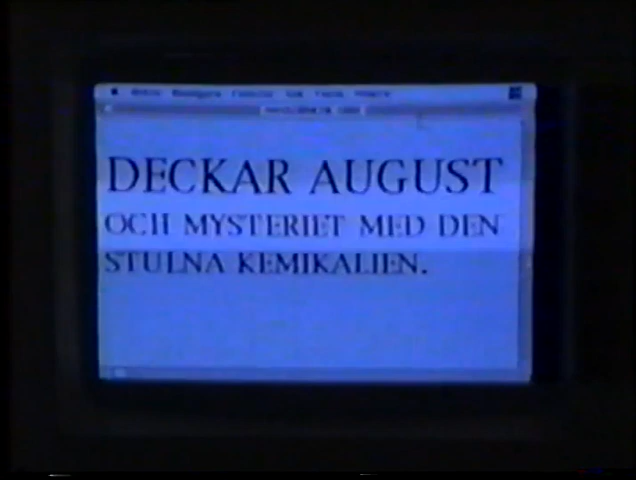 DECKAR AUGUST
OCH MYSTERIET MED DEN
STULNA KEMIKALIEN.